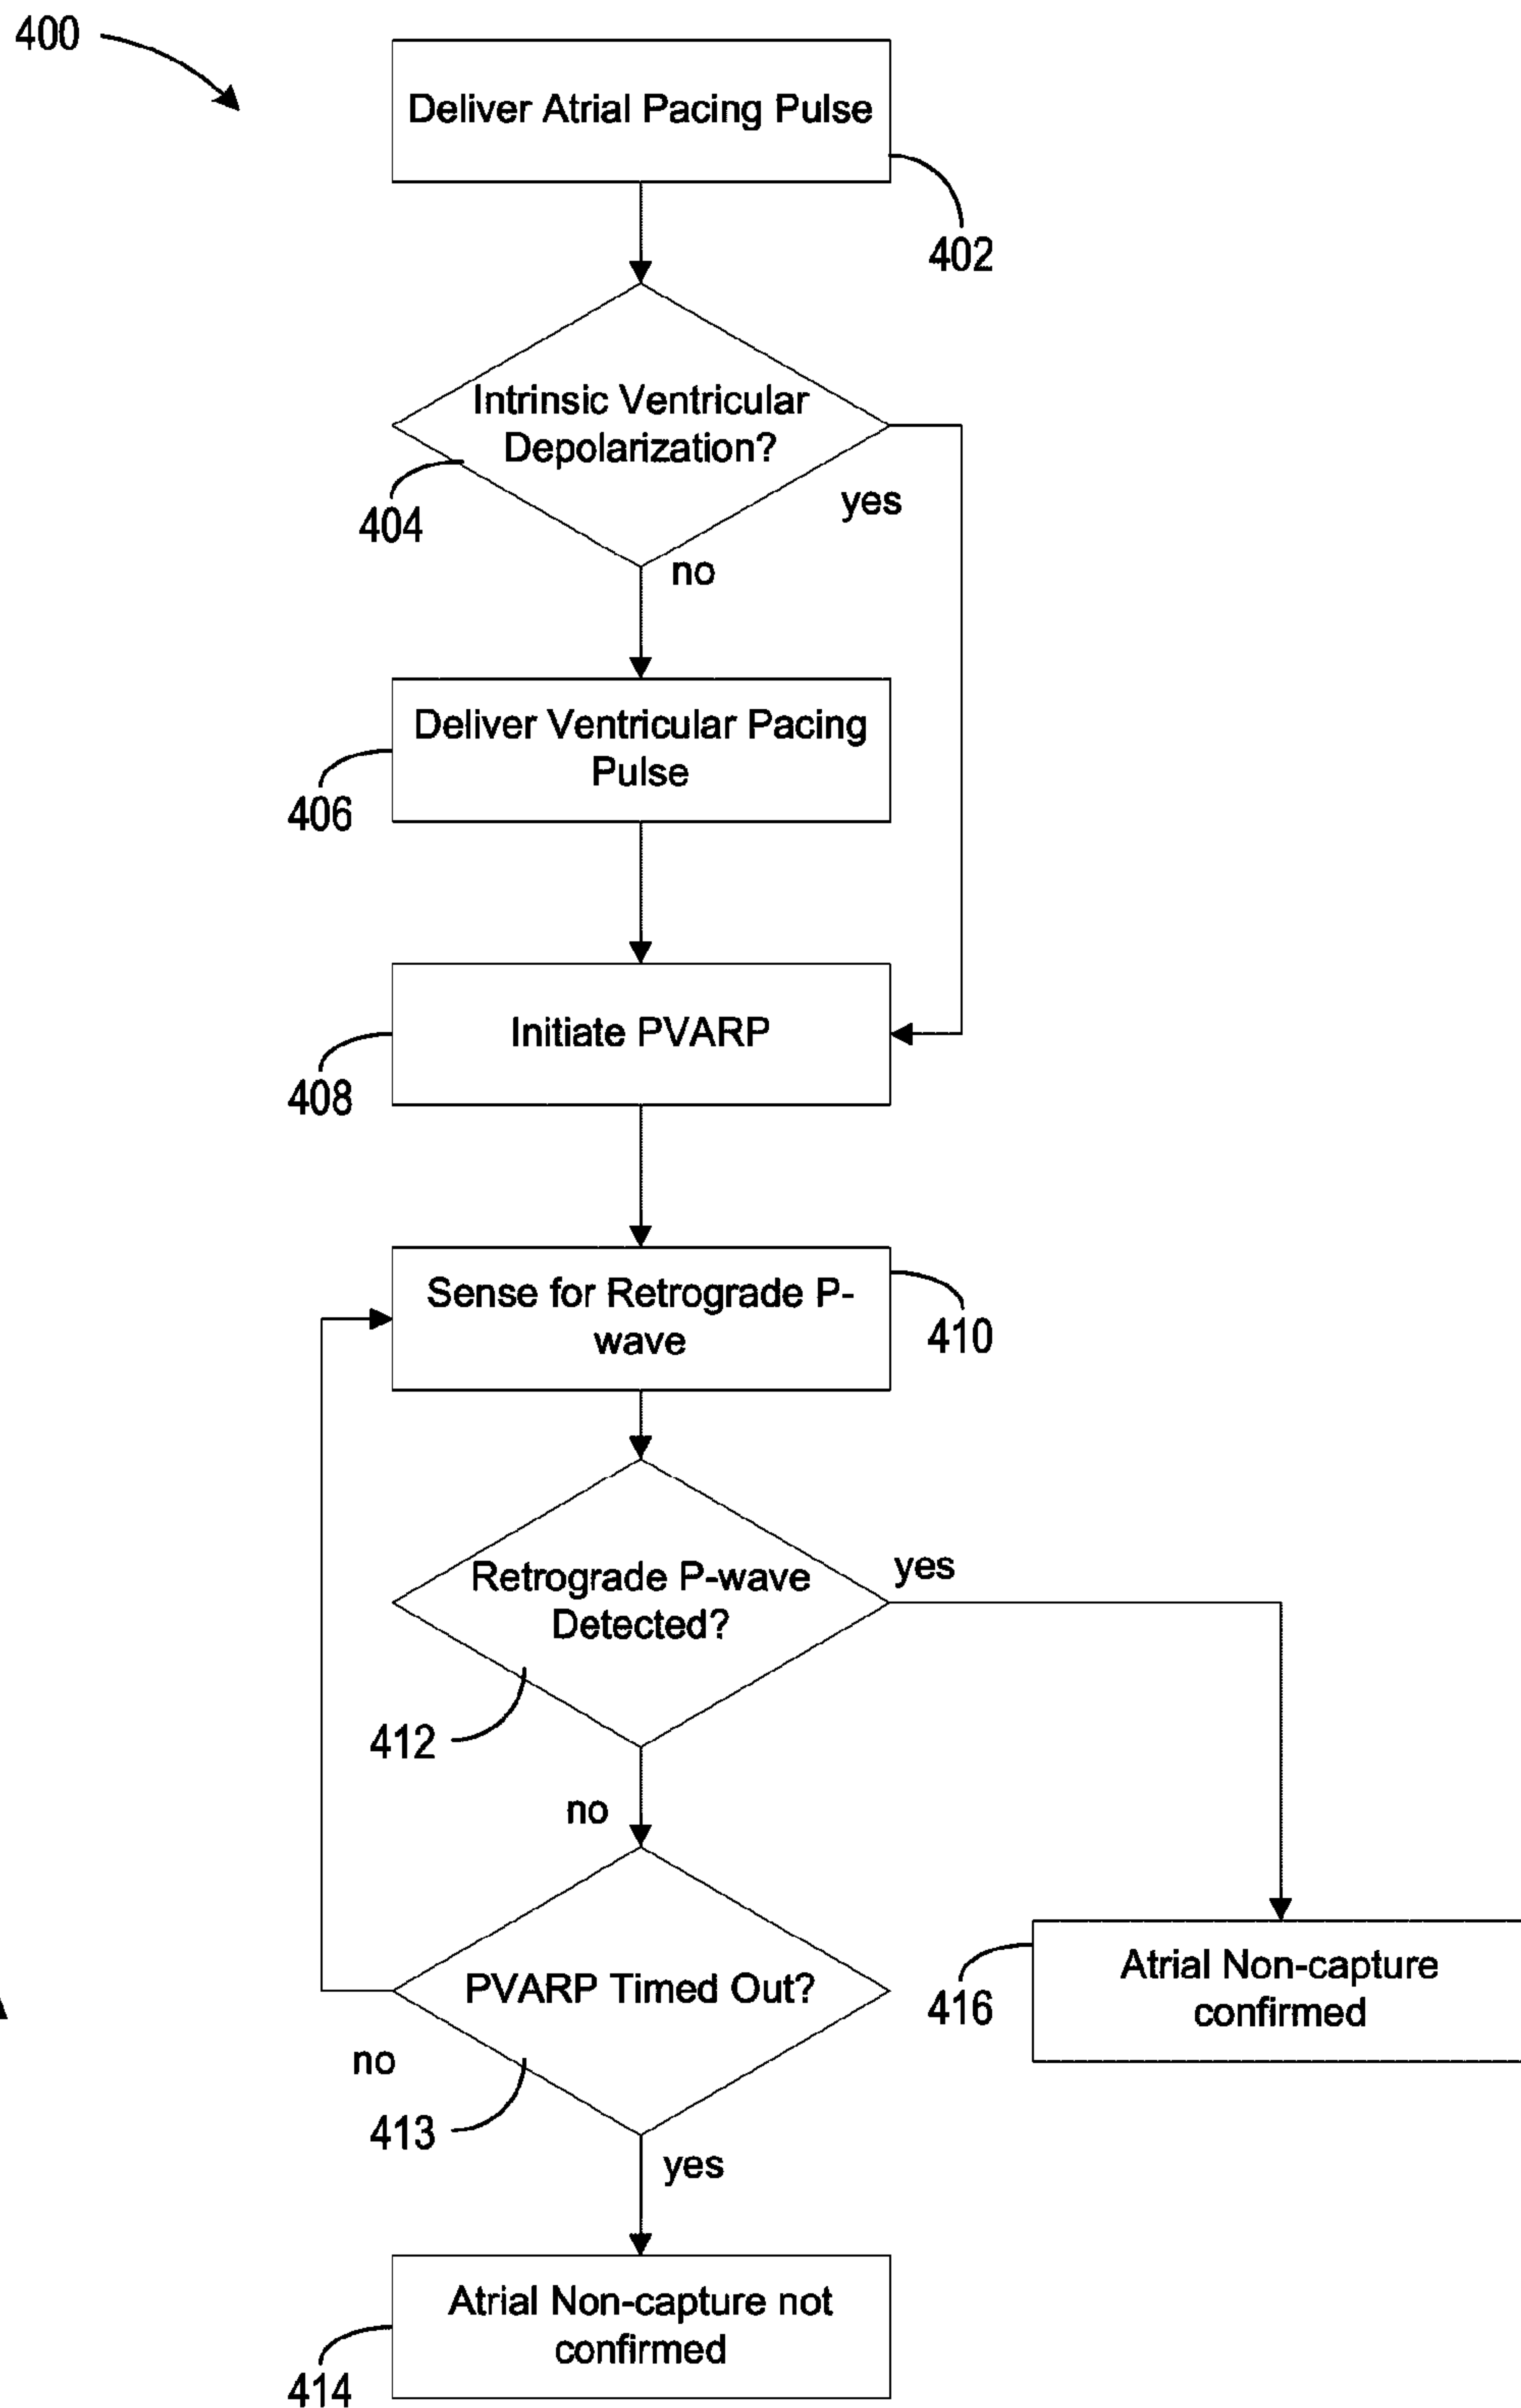 400
Deliver Atrial Pacing Pulse
402
Intrinsic Ventricular
Depolarization?
404
yes
no
Deliver Ventricular Pacing
Pulse
406
Initiate PVARP
408
Sense for Retrograde P-
wave
410
Retrograde P-wave
Detected?
yes
412
no
PVARP Timed Out?
no
413
yes
Atrial Non-capture
confirmed
416
Atrial Non-capture not
confirmed
414